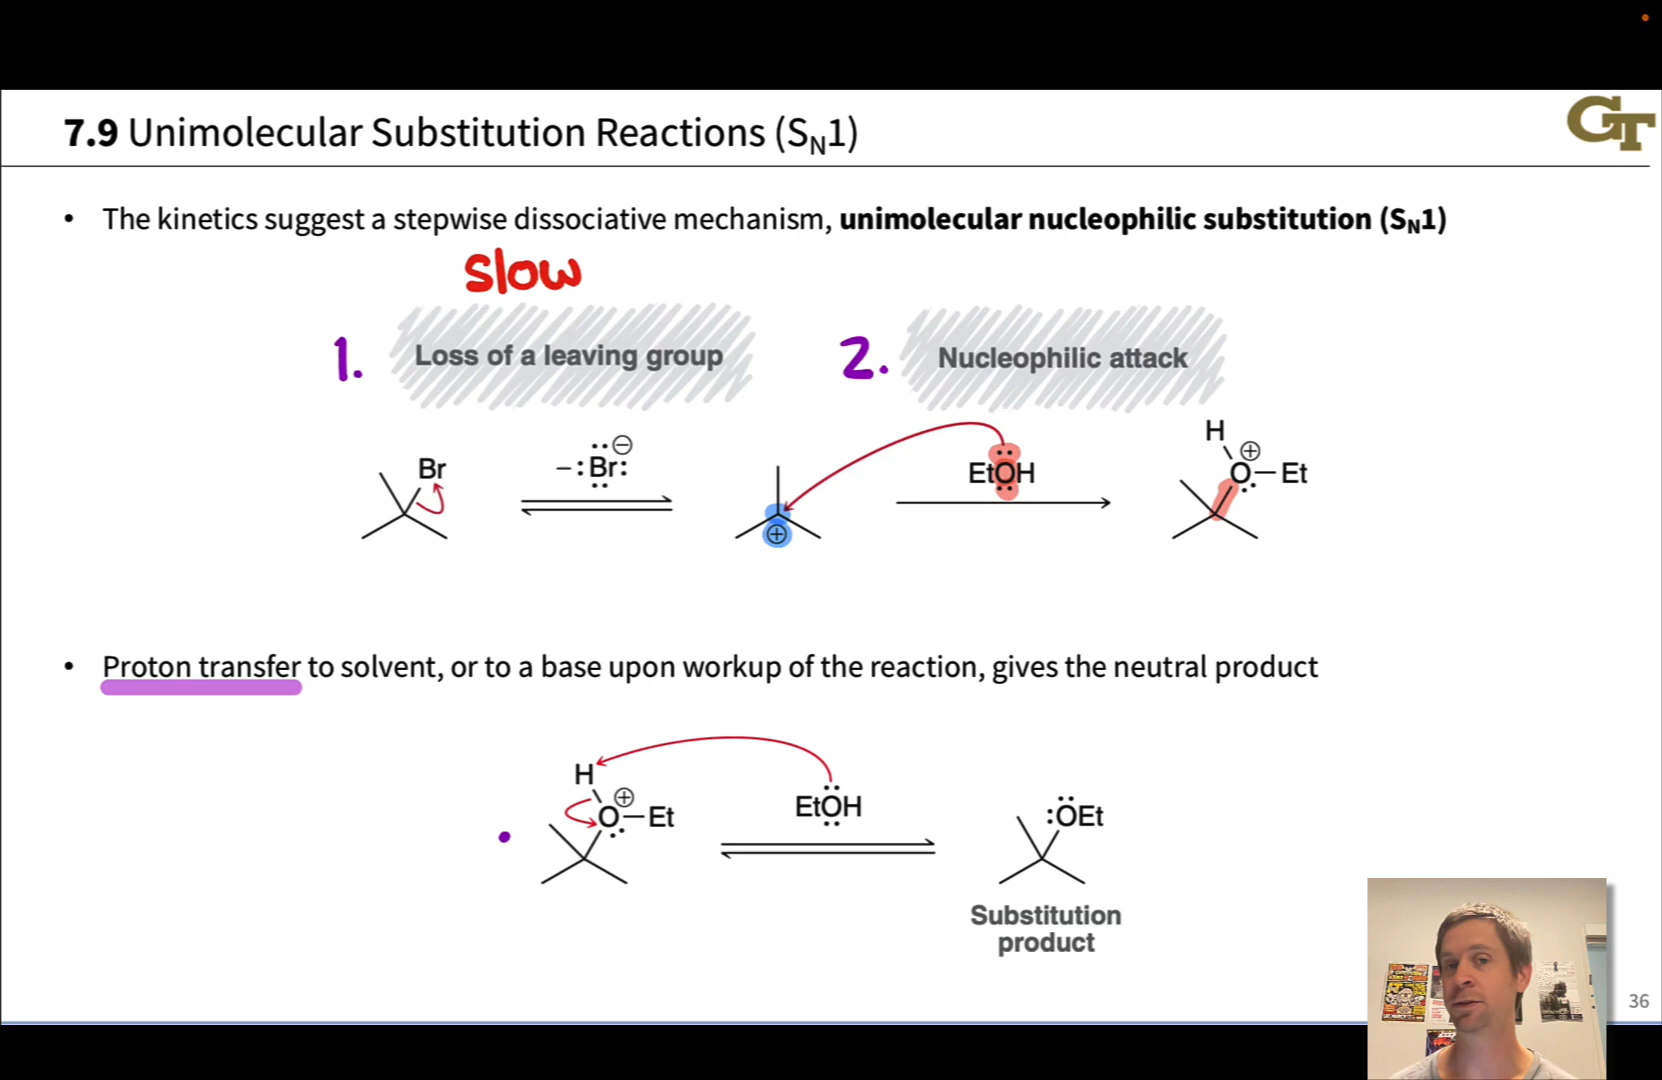 GT
7.9 Unimolecular Substitution Reactions (SN1)
• The kinetics suggest a stepwise dissociative mechanism, unimolecular nucleophilic substitution (SN1)
slow
1. Loss of a leaving group
2. Nucleophilic attack
Br
–:Br:⊖
⊕
EtOH
H
⊕
O–Et
• Proton transfer to solvent, or to a base upon workup of the reaction, gives the neutral product
H
⊕
O–Et
EtOH
:OEt
Substitution
product
36